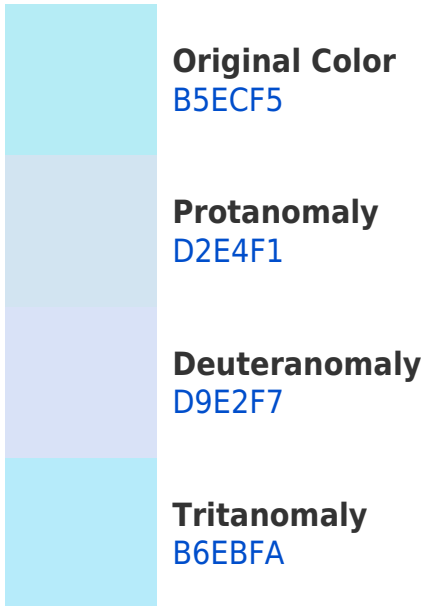 Original Color
B5ECF5
Protanomaly
D2E4F1
Deuteranomaly
D9E2F7
Tritanomaly
B6EBFA